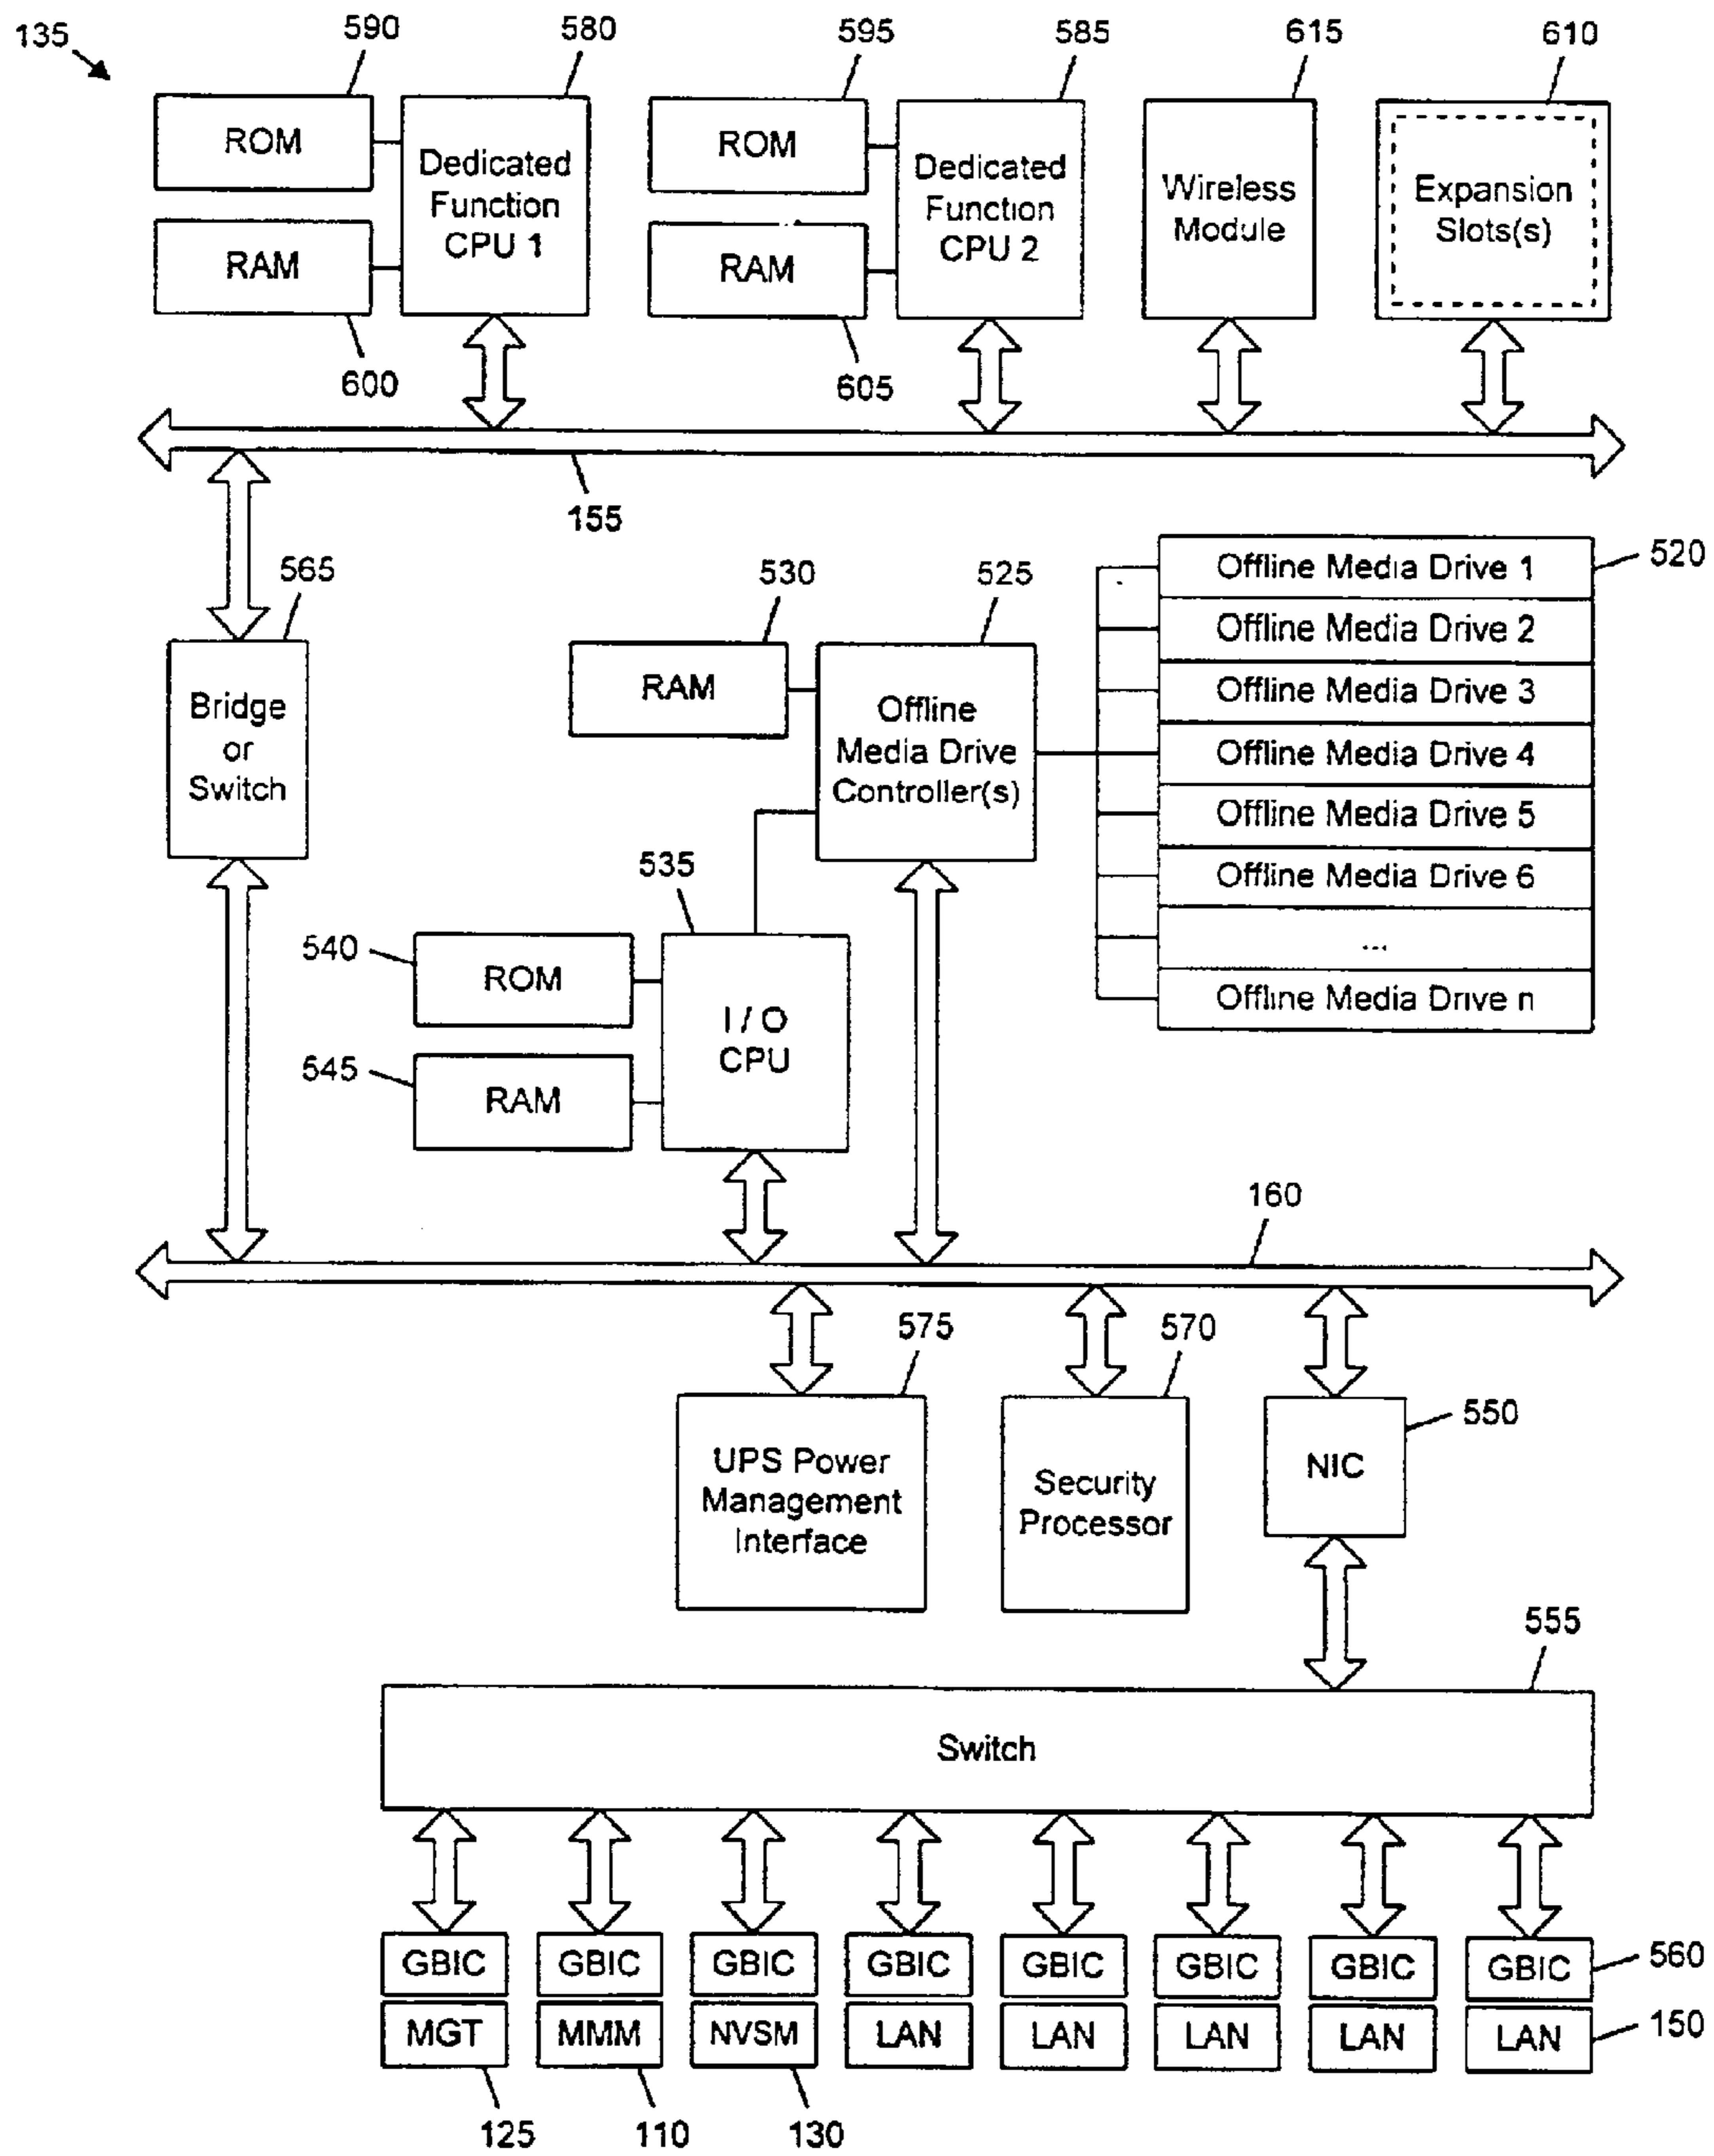 135
590
580
595
585
615
610
ROM
RAM
Dedicated
Function
CPU 1
ROM
RAM
Dedicated
Function
CPU 2
Wireless
Module
Expansion
Slots(s)
600
605
155
565
530
525
520
Bridge
or
Switch
RAM
Offline
Media Drive
Controller(s)
Offline Media Drive 1
Offline Media Drive 2
Offline Media Drive 3
Offline Media Drive 4
Offline Media Drive 5
Offline Media Drive 6
...
Offline Media Drive n
535
540
ROM
545
RAM
I / O
CPU
160
575
570
550
UPS Power
Management
Interface
Security
Processor
NIC
555
Switch
GBIC
GBIC
GBIC
GBIC
GBIC
GBIC
GBIC
GBIC
560
MGT
MMM
NVSM
LAN
LAN
LAN
LAN
LAN
150
125
110
130